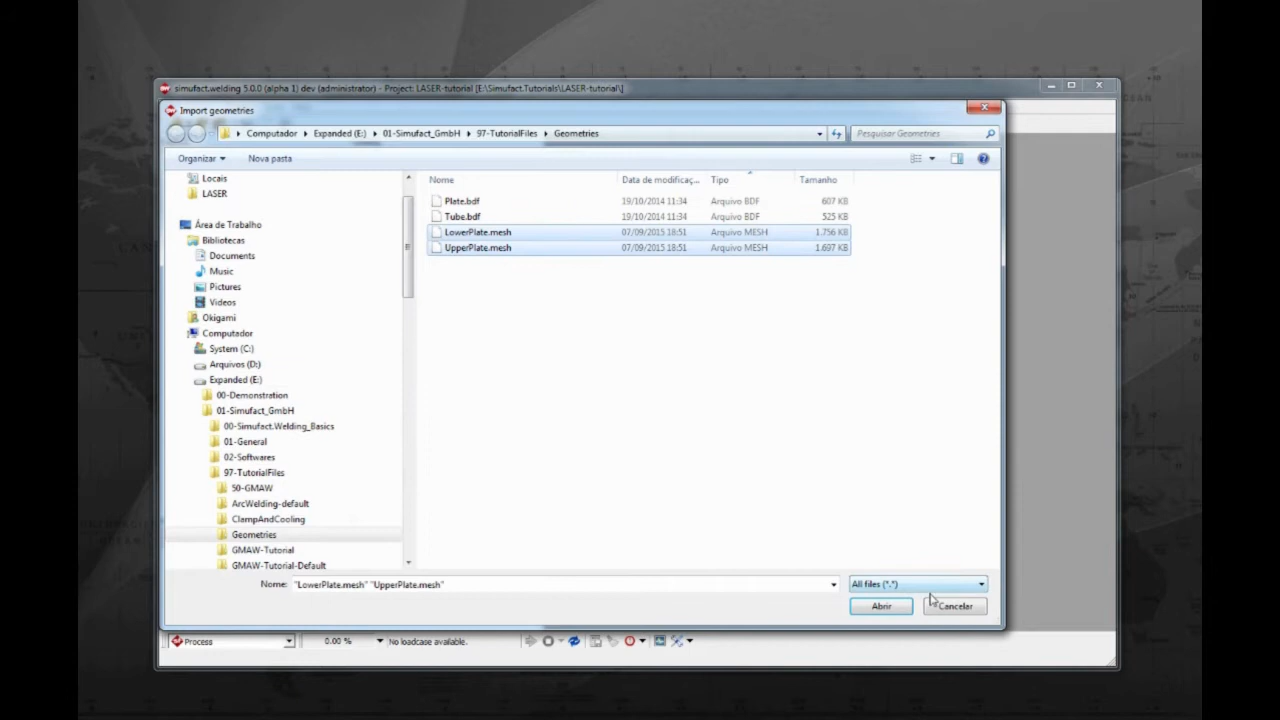 simufact.welding 5.0.0 (alpha 1) dev (administrator) - Project: LASER-tutorial [E:\Simufact.Tutorials\LASER-tutorial\]
Import geometries
Computador Expanded (E:) 01-Simufact_GmbH 97-TutorialFiles Geometries
Pesquisar Geometries
Organizar Nova pasta
Nome Data de modificaç... Tipo Tamanho
Plate.bdf 19/10/2014 11:34 Arquivo BDF 607 KB
Tube.bdf 19/10/2014 11:34 Arquivo BDF 525 KB
LowerPlate.mesh 07/09/2015 18:51 Arquivo MESH 1.756 KB
UpperPlate.mesh 07/09/2015 18:51 Arquivo MESH 1.697 KB
Locais
LASER
Área de Trabalho
Bibliotecas
Documents
Music
Pictures
Videos
Okigami
Computador
System (C:)
Arquivos (D:)
Expanded (E:)
00-Demonstration
01-Simufact_GmbH
00-Simufact.Welding_Basics
01-General
02-Softwares
97-TutorialFiles
50-GMAW
ArcWelding-default
ClampAndCooling
Geometries
GMAW-Tutorial
GMAW-Tutorial-Default
Nome: "LowerPlate.mesh" "UpperPlate.mesh"
All files (*.*)
Abrir Cancelar
Process 0.00 % No loadcase available.